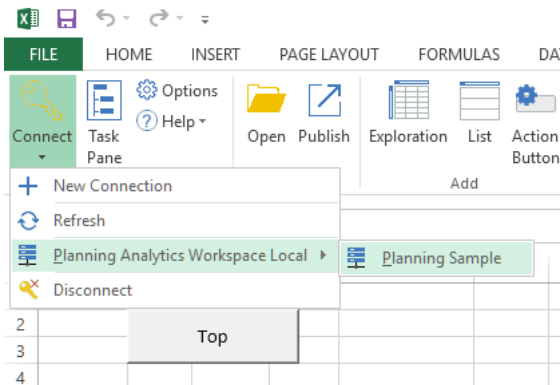 FILE HOME INSERT PAGE LAYOUT FORMULAS DA
Connect
Task
Pane
Options
Help
Open Publish Exploration List Action
Button
Add
New Connection
Refresh
Planning Analytics Workspace Local
Planning Sample
Disconnect
2
Top
3
4